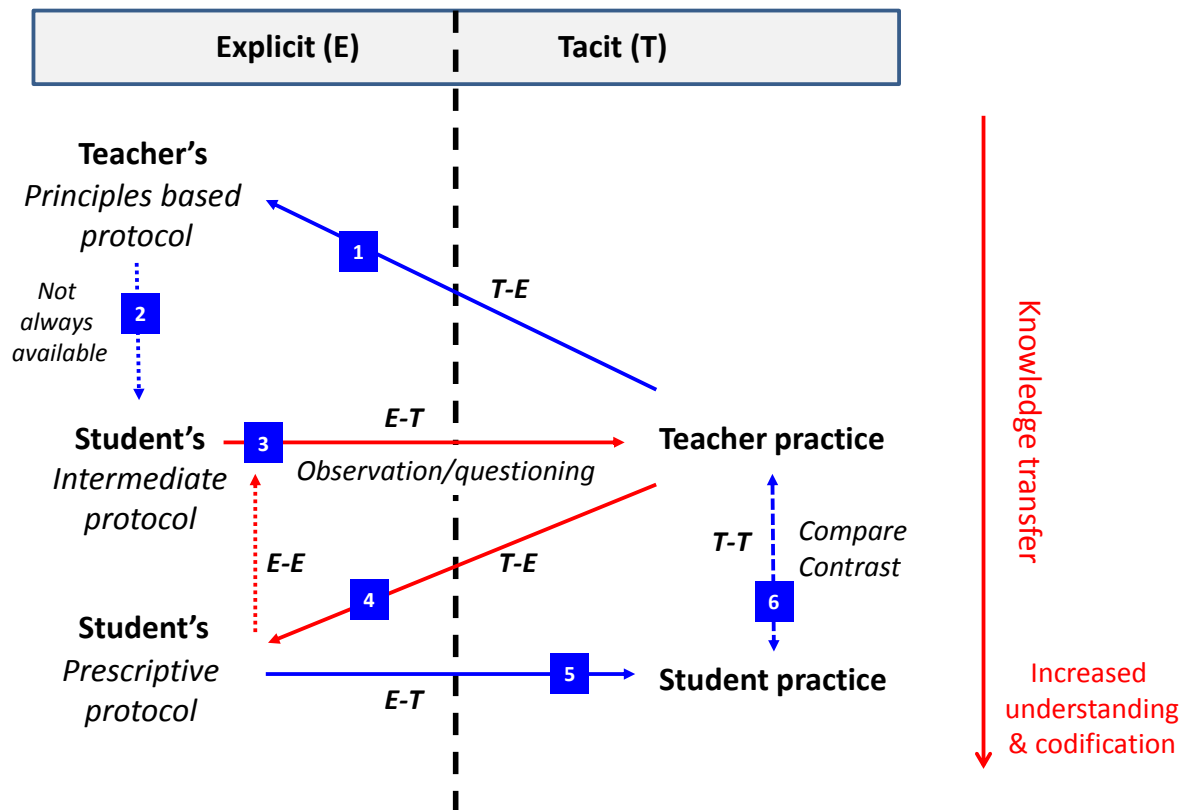 Explicit (E)
Tacit (T)
Teacher's
Principles based
protocol
1
T-E
Not
always
available
2
Student's
Intermediate
protocol
3
E-T
Observation/questioning
Teacher practice
E-E
T-E
4
T-T
Compare
Contrast
6
Student's
Prescriptive
protocol
E-T
5
Student practice
Knowledge transfer
Increased
understanding
& codification